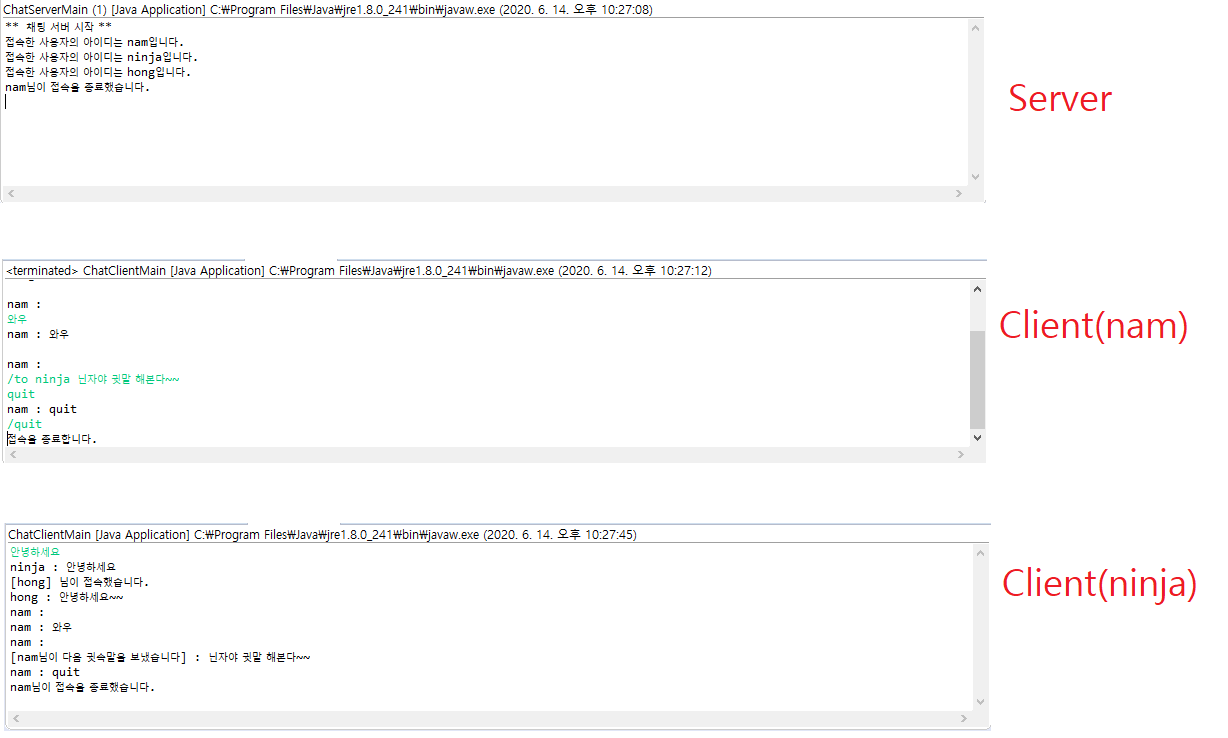 ChatServerMain (1) [Java Application] C:₩Program Files₩Java₩jre1.8.0_241₩bin₩javaw.exe (2020. 6. 14. 오후 10:27:08)
** 채팅 서버 시작 **
접속한 사용자의 아이디는 nam입니다.
접속한 사용자의 아이디는 ninja입니다.
접속한 사용자의 아이디는 hong입니다.
nam님이 접속을 종료했습니다.
Server
<terminated> ChatClientMain [Java Application] C:₩Program Files₩Java₩jre1.8.0_241₩bin₩javaw.exe (2020. 6. 14. 오후 10:27:12)
nam :
와우
nam : 와우
nam :
/to ninja 닌자야 귓말 해본다~~
quit
nam : quit
/quit
접속을 종료합니다.
Client(nam)
ChatClientMain [Java Application] C:₩Program Files₩Java₩jre1.8.0_241₩bin₩javaw.exe (2020. 6. 14. 오후 10:27:45)
안녕하세요
ninja : 안녕하세요
[hong] 님이 접속했습니다.
hong : 안녕하세요~~
nam :
nam : 와우
nam :
[nam님이 다음 귓속말을 보냈습니다] : 닌자야 귓말 해본다~~
nam : quit
nam님이 접속을 종료했습니다.
Client(ninja)